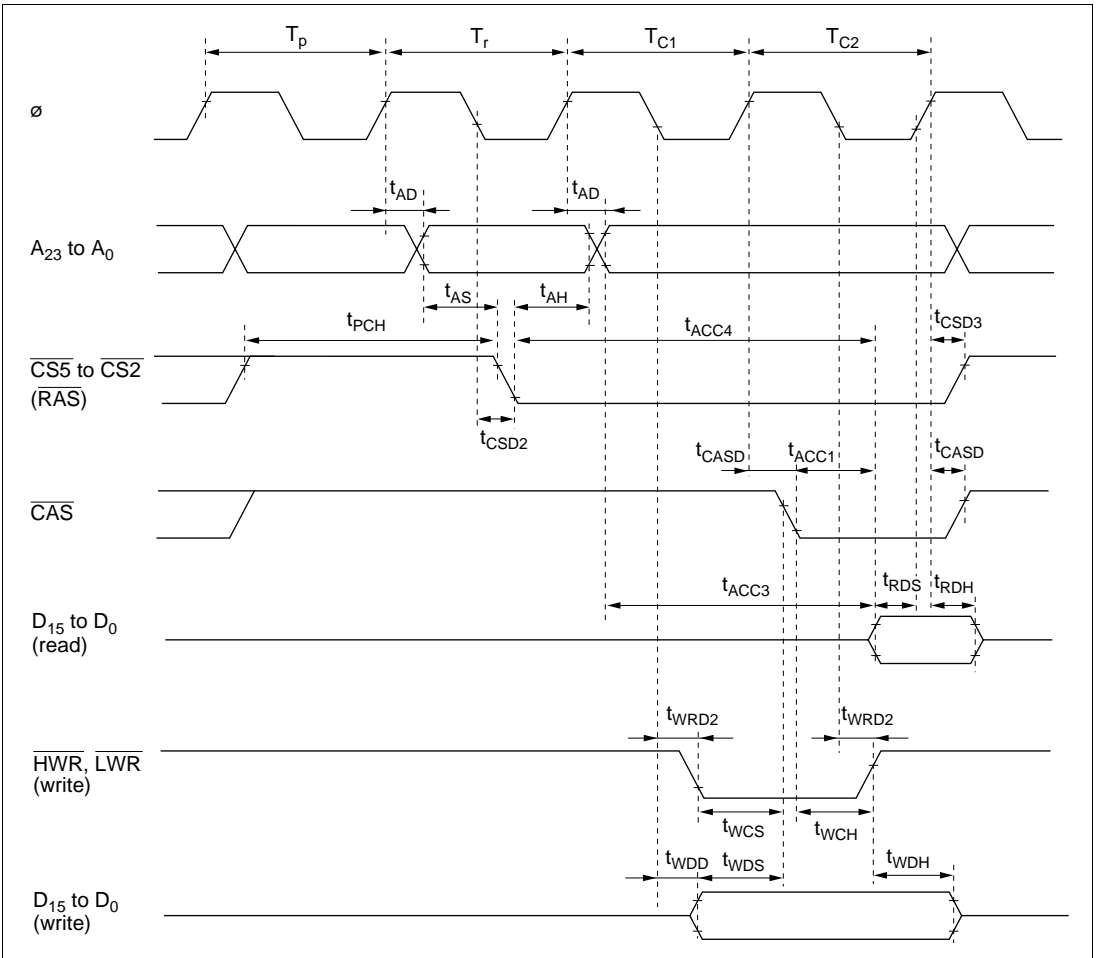 Tp Tr TC1 TC2
ø
tAD tAD
A23 to A0
tAS tAH
tPCH tACC4 tCSD3
CS5 to CS2
(RAS)
tCSD2
tCASD tACC1 tCASD
CAS
tACC3 tRDS tRDH
D15 to D0
(read)
tWRD2 tWRD2
HWR, LWR
(write)
tWCS tWCH
tWDD tWDS tWDH
D15 to D0
(write)